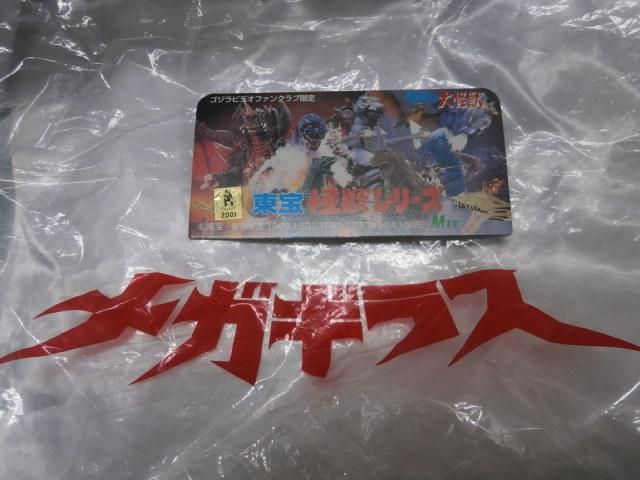 ゴジラビデオファンクラブ限定
大怪獣
2001
東宝 怪獣シリーズ
メガギラス